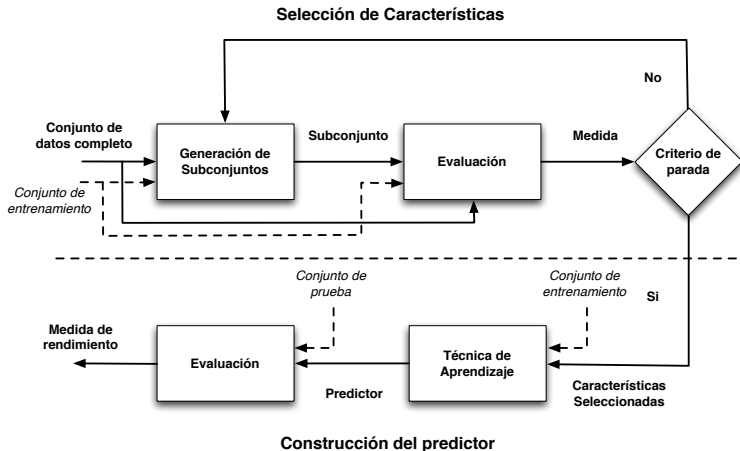 Selección de Características
No
Conjunto de
datos completo
Generación de
Subconjuntos
Subconjunto
Evaluación
Medida
Criterio de
parada
Conjunto de
entrenamiento
Conjunto de
prueba
Conjunto de
entrenamiento
Si
Medida de
rendimiento
Evaluación
Predictor
Técnica de
Aprendizaje
Características
Seleccionadas
Construcción del predictor